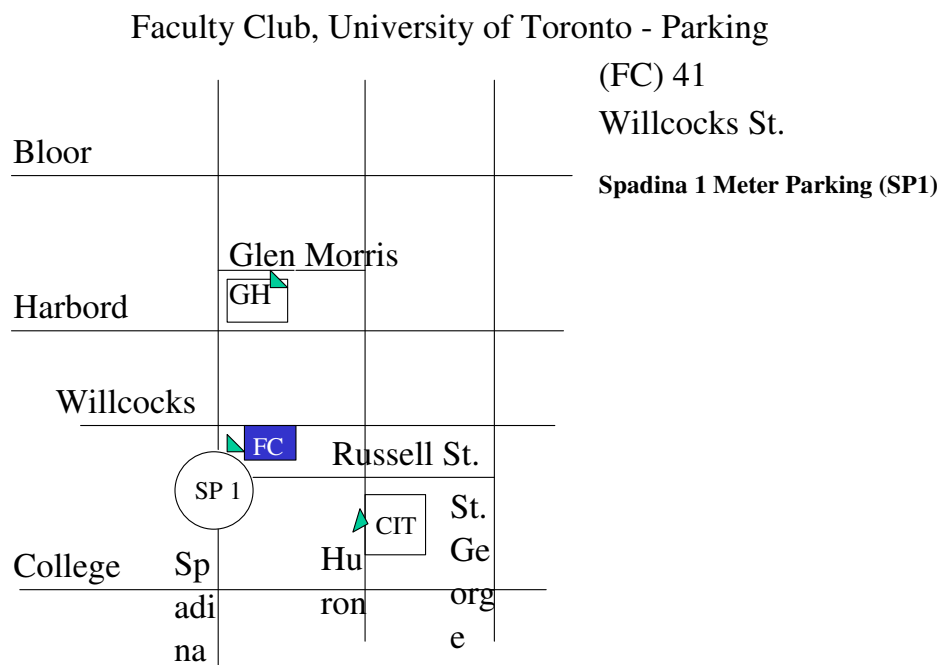 Faculty Club, University of Toronto - Parking
(FC) 41
Willcocks St.
Spadina 1 Meter Parking (SP1)
Bloor
Glen Morris
GH
Harbord
Willcocks
FC
Russell St.
SP 1
CIT
St.
Ge
org
e
College
Sp
adi
na
Hu
ron